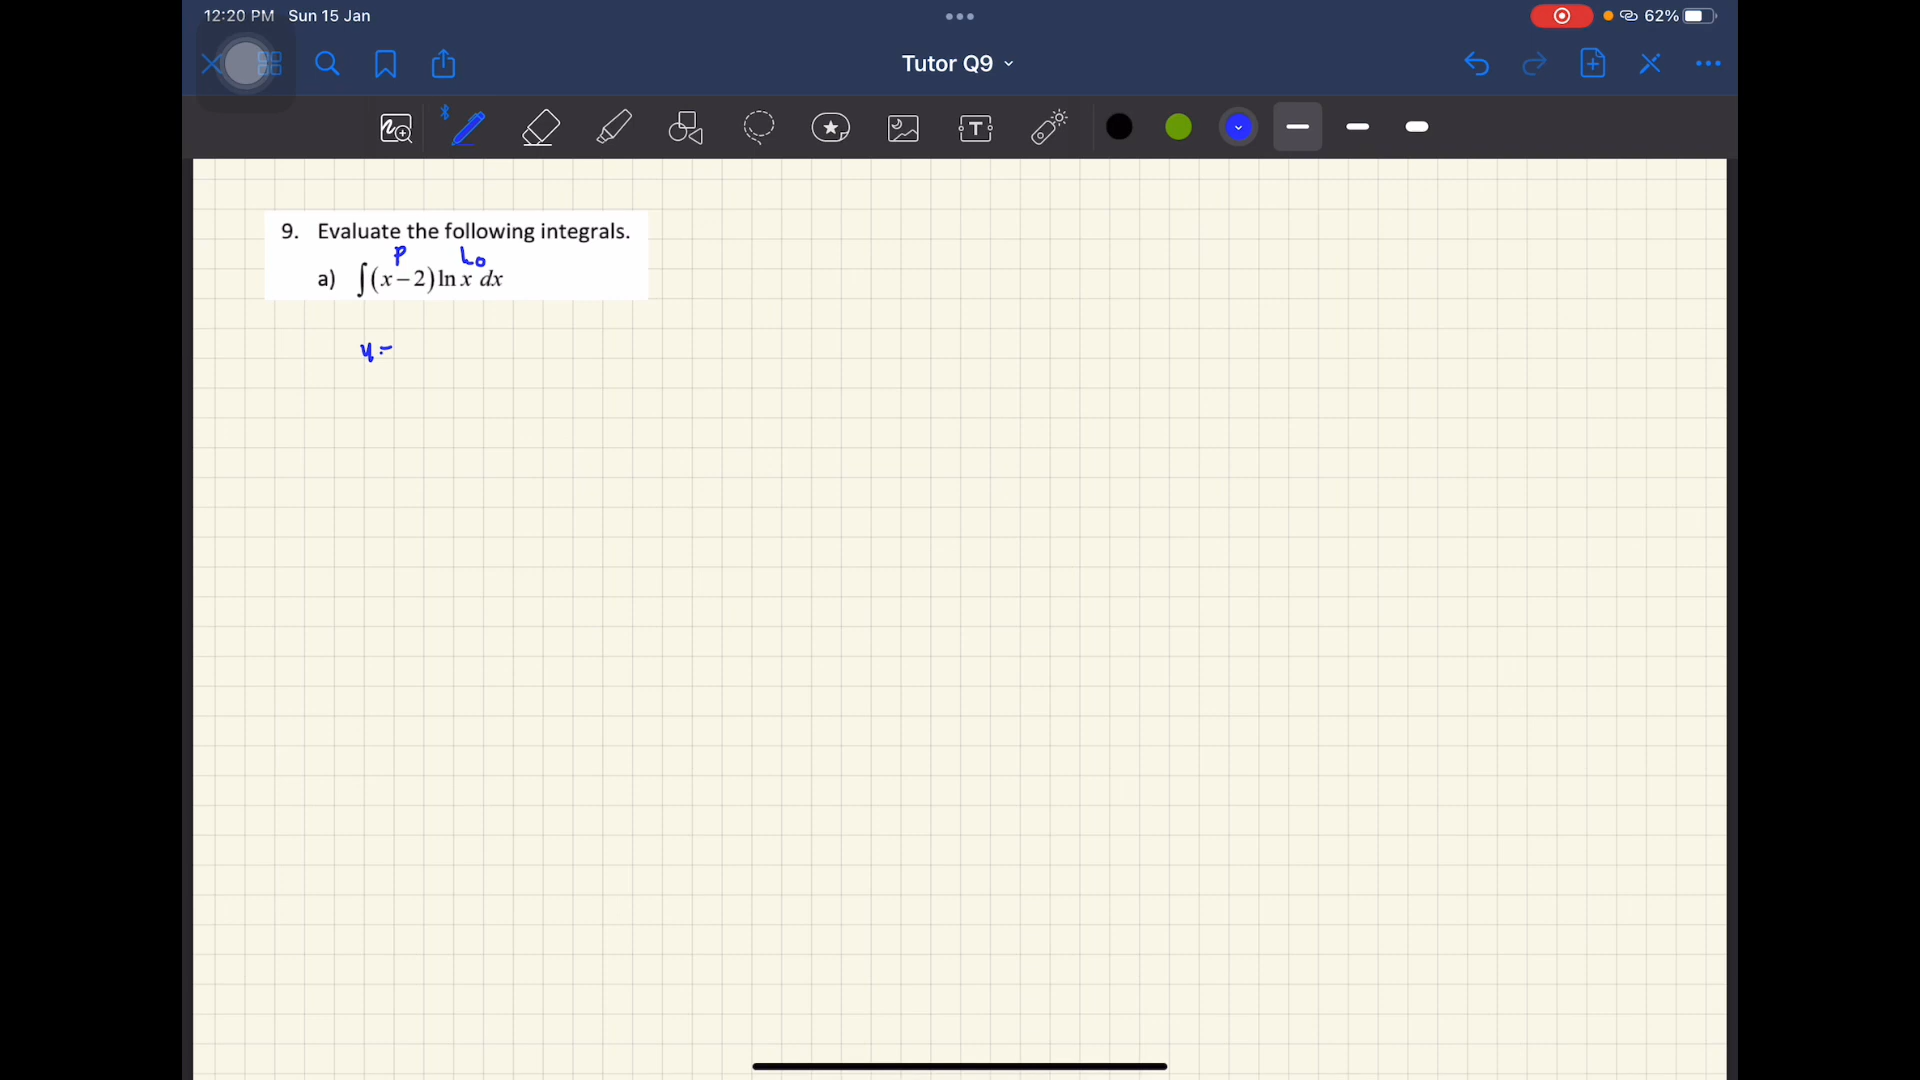 12:20 PM Sun 15 Jan 62%
Tutor Q9
T
9. Evaluate the following integrals.
P Lo
a) ∫(x−2)ln x dx
u =